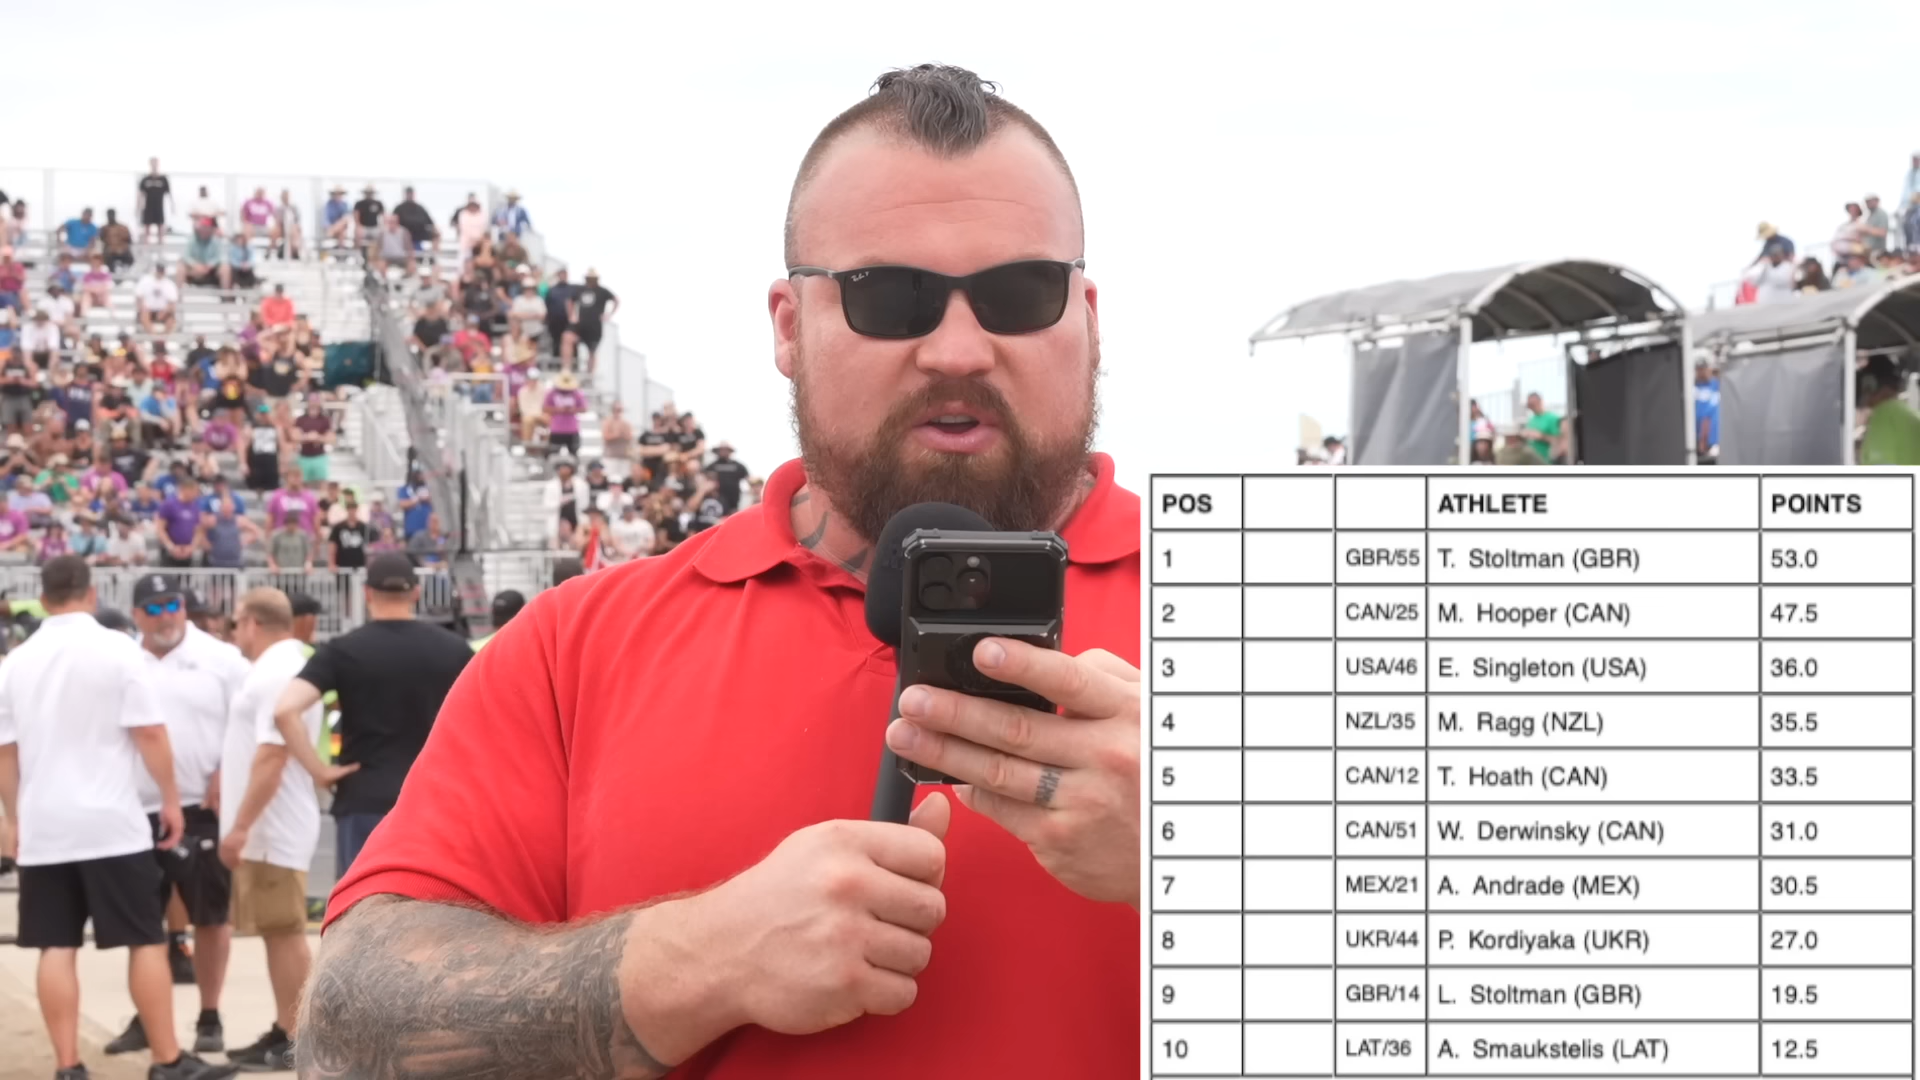 Ray-Ban
POS ATHLETE POINTS
1 GBR/55 T. Stoltman (GBR) 53.0
2 CAN/25 M. Hooper (CAN) 47.5
3 USA/46 E. Singleton (USA) 36.0
4 NZL/35 M. Ragg (NZL) 35.5
5 CAN/12 T. Hoath (CAN) 33.5
6 CAN/51 W. Derwinsky (CAN) 31.0
7 MEX/21 A. Andrade (MEX) 30.5
8 UKR/44 P. Kordiyaka (UKR) 27.0
9 GBR/14 L. Stoltman (GBR) 19.5
10 LAT/36 A. Smaukstelis (LAT) 12.5